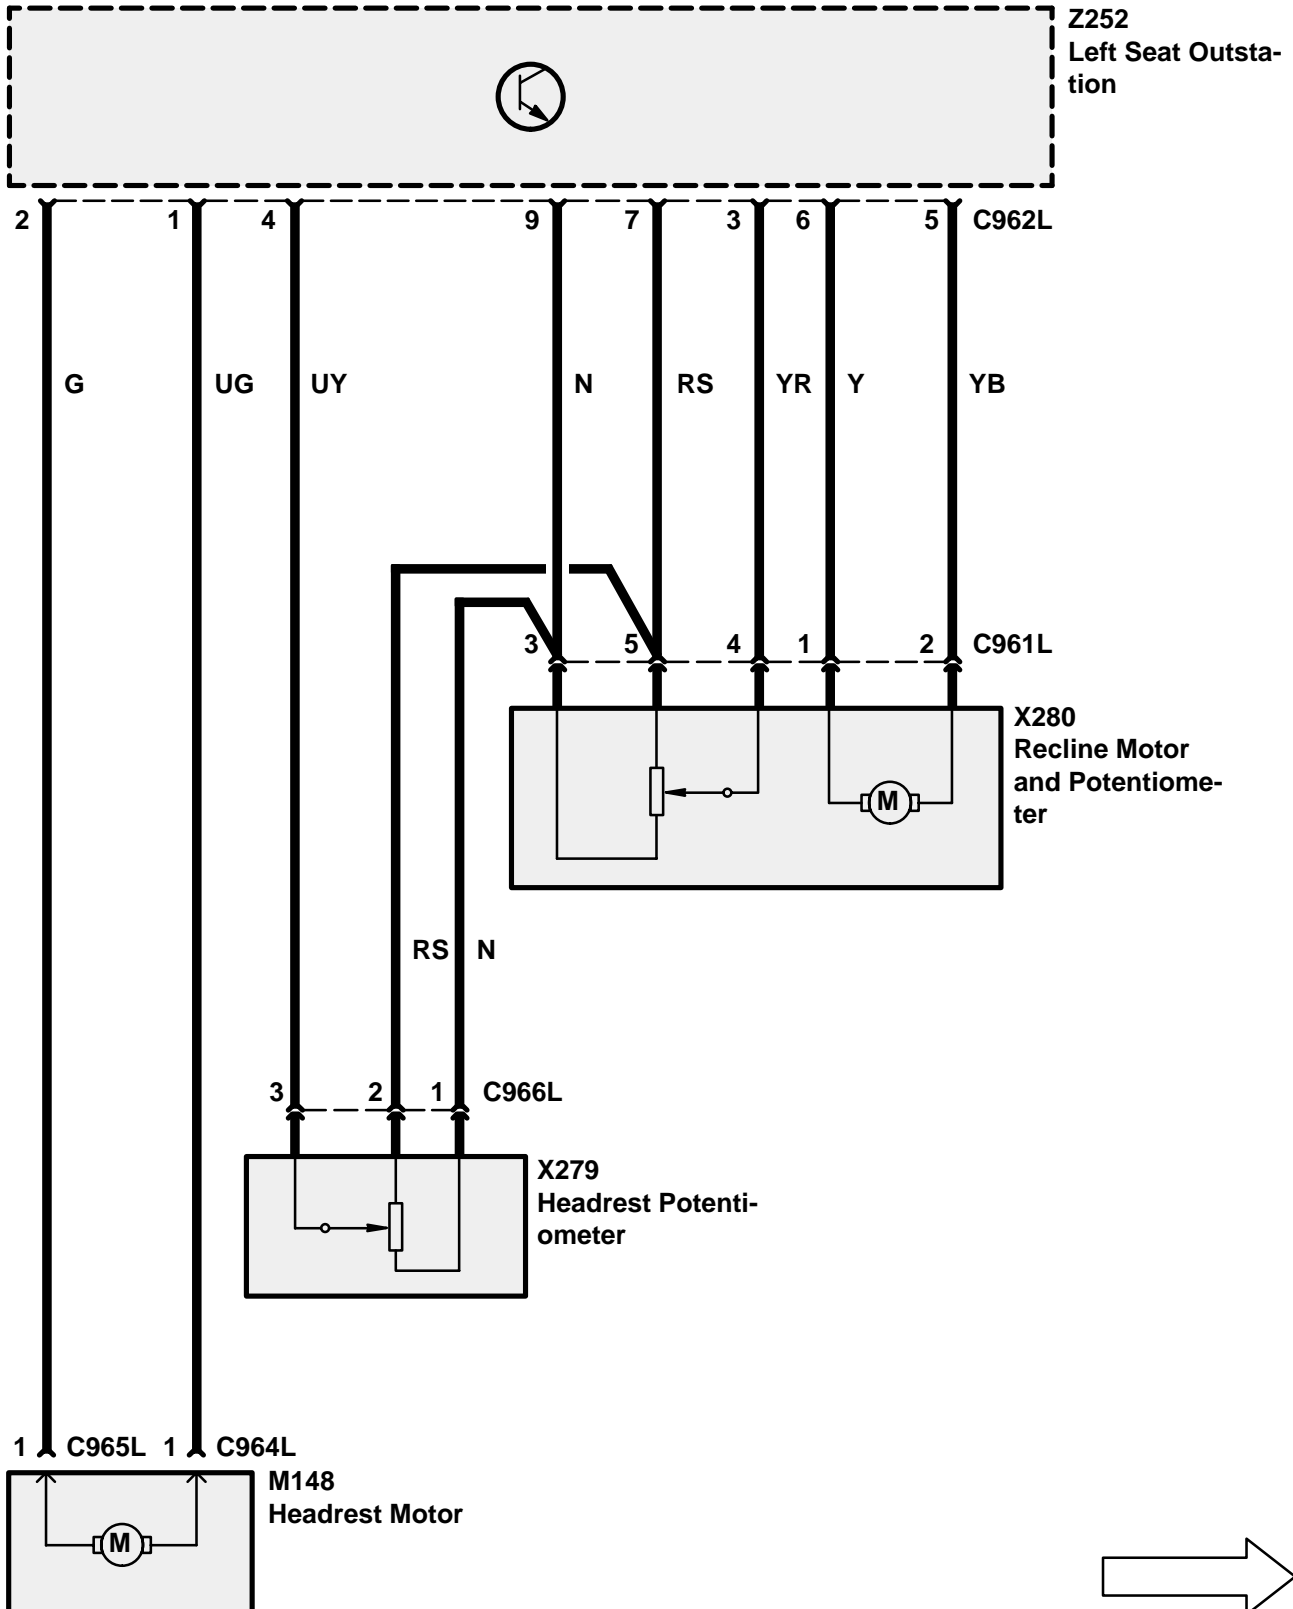 Z252
Left Seat Outsta-
tion
2 1 4 9 7 3 6 5 C962L
G UG UY N RS YR Y YB
3 5 4 1 2 C961L
X280
Recline Motor
and Potentiome-
ter
M
RS N
3 2 1 C966L
X279
Headrest Potenti-
ometer
1 C965L 1 C964L
M148
Headrest Motor
M